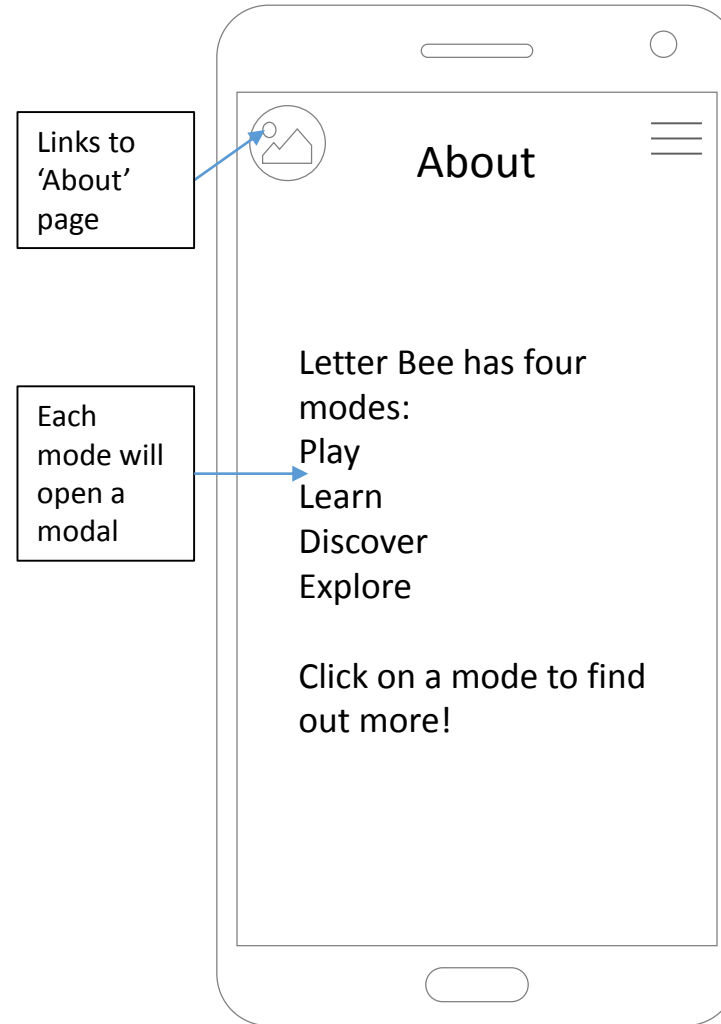 Links to
‘About’
page
About
Each
mode will
open a
modal
Letter Bee has four
modes:
Play
Learn
Discover
Explore
Click on a mode to find
out more!